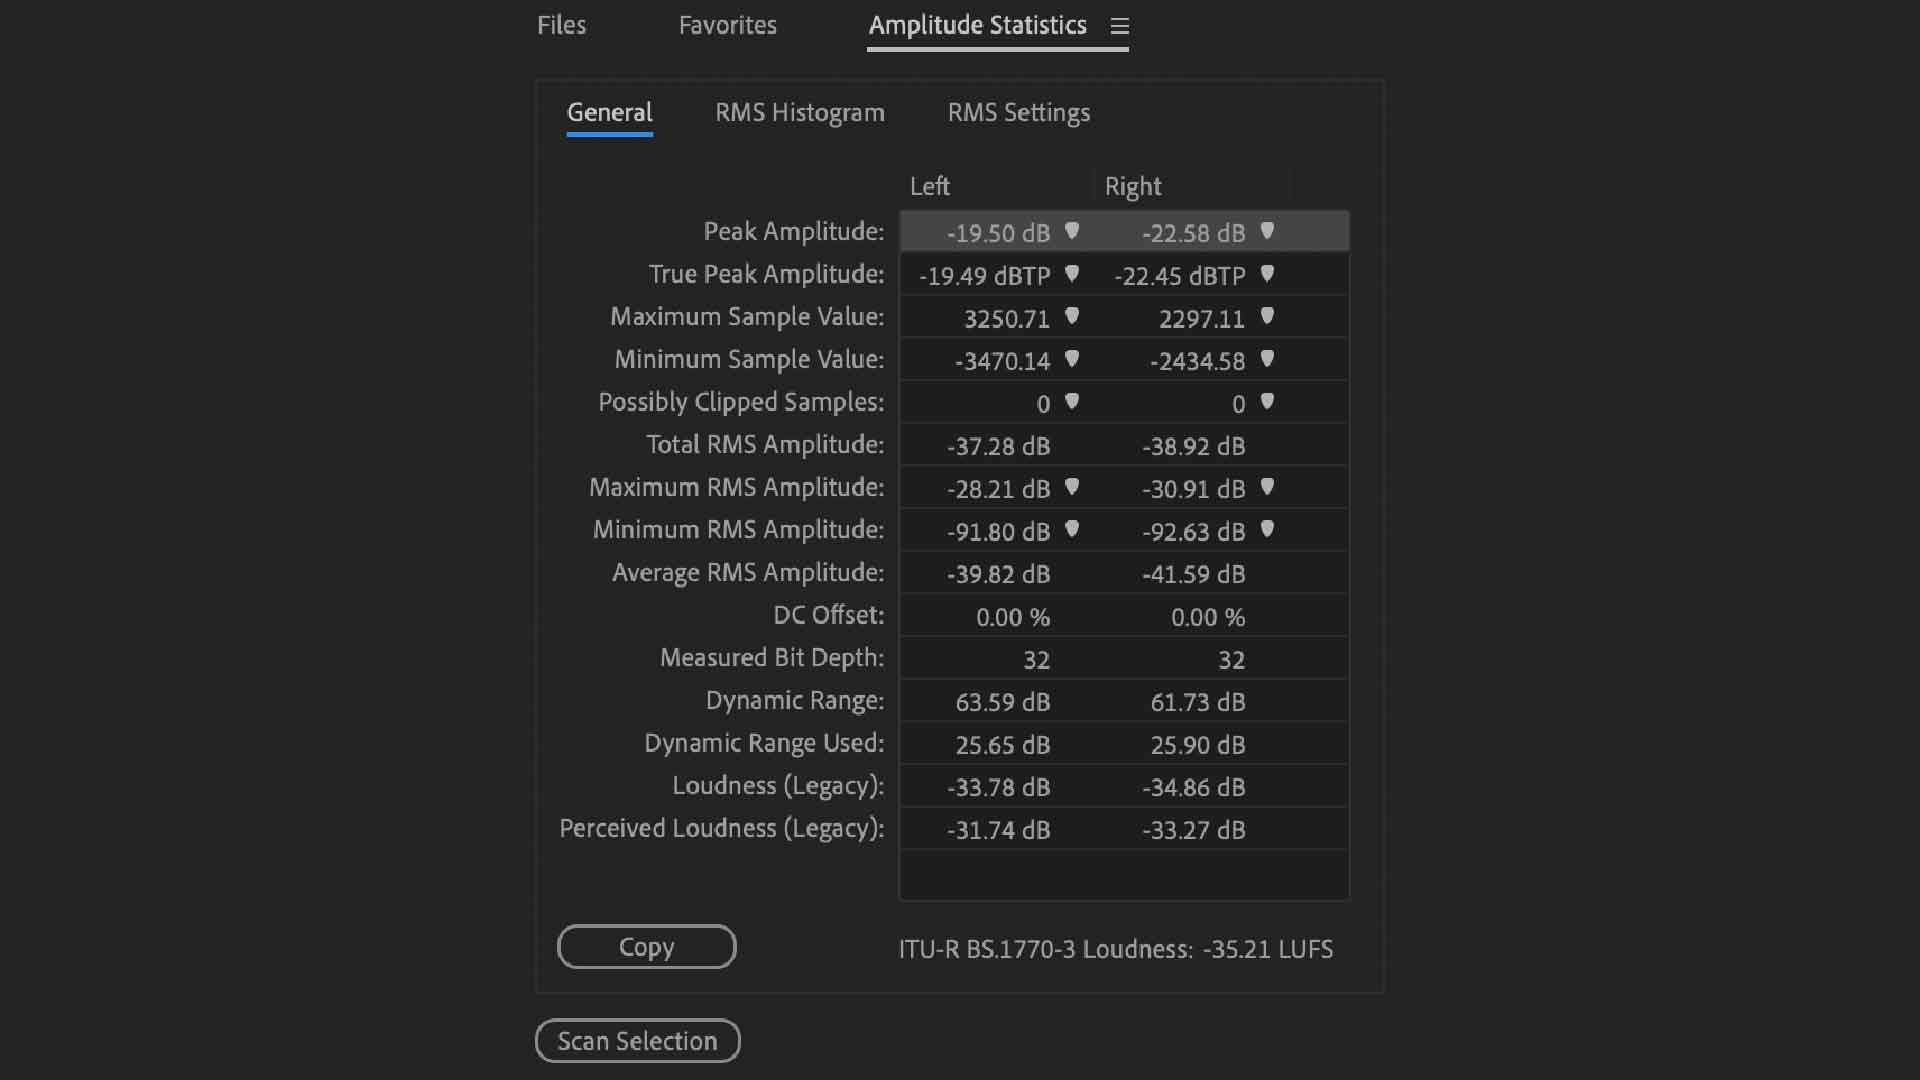 Files Favorites Amplitude Statistics
General RMS Histogram RMS Settings
Left Right
Peak Amplitude: -19.50 dB -22.58 dB
True Peak Amplitude: -19.49 dBTP -22.45 dBTP
Maximum Sample Value: 3250.71 2297.11
Minimum Sample Value: -3470.14 -2434.58
Possibly Clipped Samples: 0 0
Total RMS Amplitude: -37.28 dB -38.92 dB
Maximum RMS Amplitude: -28.21 dB -30.91 dB
Minimum RMS Amplitude: -91.80 dB -92.63 dB
Average RMS Amplitude: -39.82 dB -41.59 dB
DC Offset: 0.00 % 0.00 %
Measured Bit Depth: 32 32
Dynamic Range: 63.59 dB 61.73 dB
Dynamic Range Used: 25.65 dB 25.90 dB
Loudness (Legacy): -33.78 dB -34.86 dB
Perceived Loudness (Legacy): -31.74 dB -33.27 dB
Copy ITU-R BS.1770-3 Loudness: -35.21 LUFS
Scan Selection